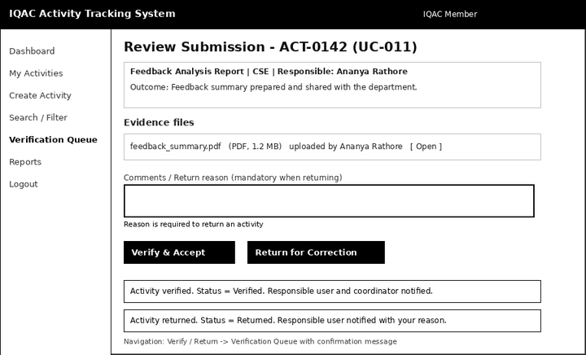 IQAC Activity Tracking System
IQAC Member
Dashboard
My Activities
Create Activity
Search / Filter
Verification Queue
Reports
Logout
Review Submission - ACT-0142 (UC-011)
Feedback Analysis Report | CSE | Responsible: Ananya Rathore
Outcome: Feedback summary prepared and shared with the department.
Evidence files
feedback_summary.pdf (PDF, 1.2 MB) uploaded by Ananya Rathore [ Open ]
Comments / Return reason (mandatory when returning)
Reason is required to return an activity
Verify & Accept
Return for Correction
Activity verified. Status = Verified. Responsible user and coordinator notified.
Activity returned. Status = Returned. Responsible user notified with your reason.
Navigation: Verify / Return -> Verification Queue with confirmation message